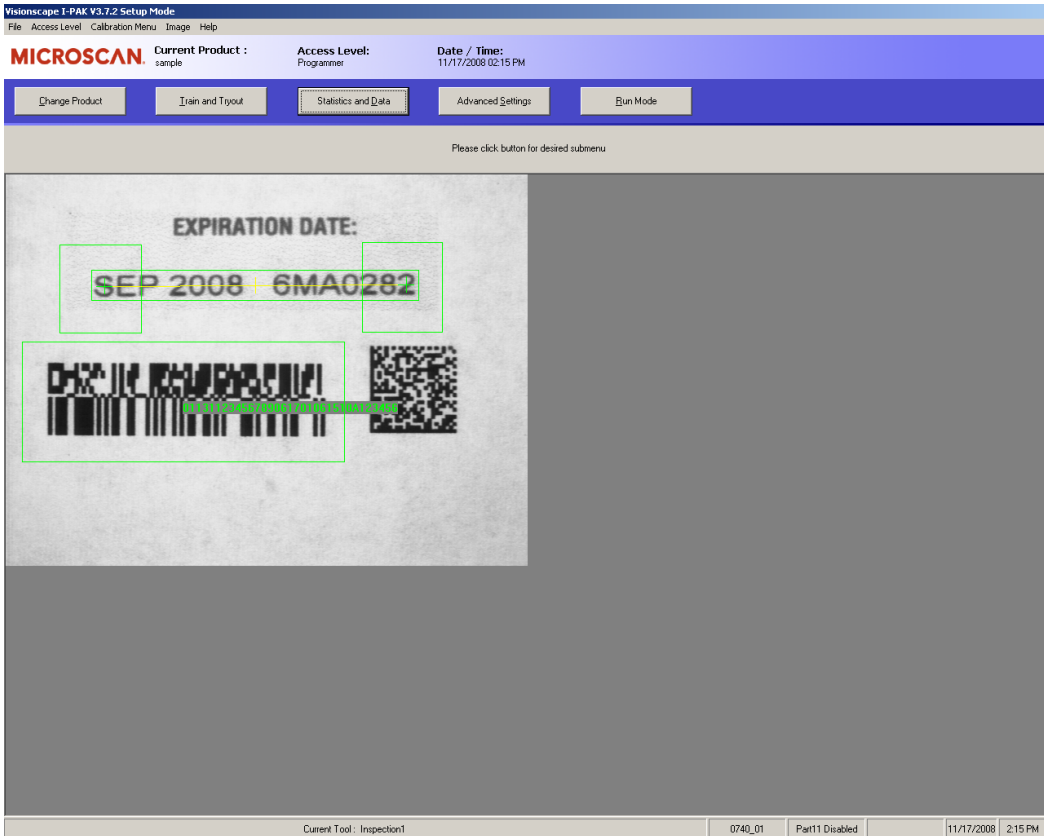 Visionscape I-PAK V3.7.2 Setup Mode
File Access Level Calibration Menu Image Help
MICROSCAN.
Current Product :
sample
Access Level:
Programmer
Date / Time:
11/17/2008 02:15 PM
Change Product
Train and Tryout
Statistics and Data
Advanced Settings
Run Mode
Please click button for desired submenu
EXPIRATION DATE:
SEP 2008 6MA0282
Current Tool : Inspection1
0740_01
Part11 Disabled
11/17/2008
2:15 PM